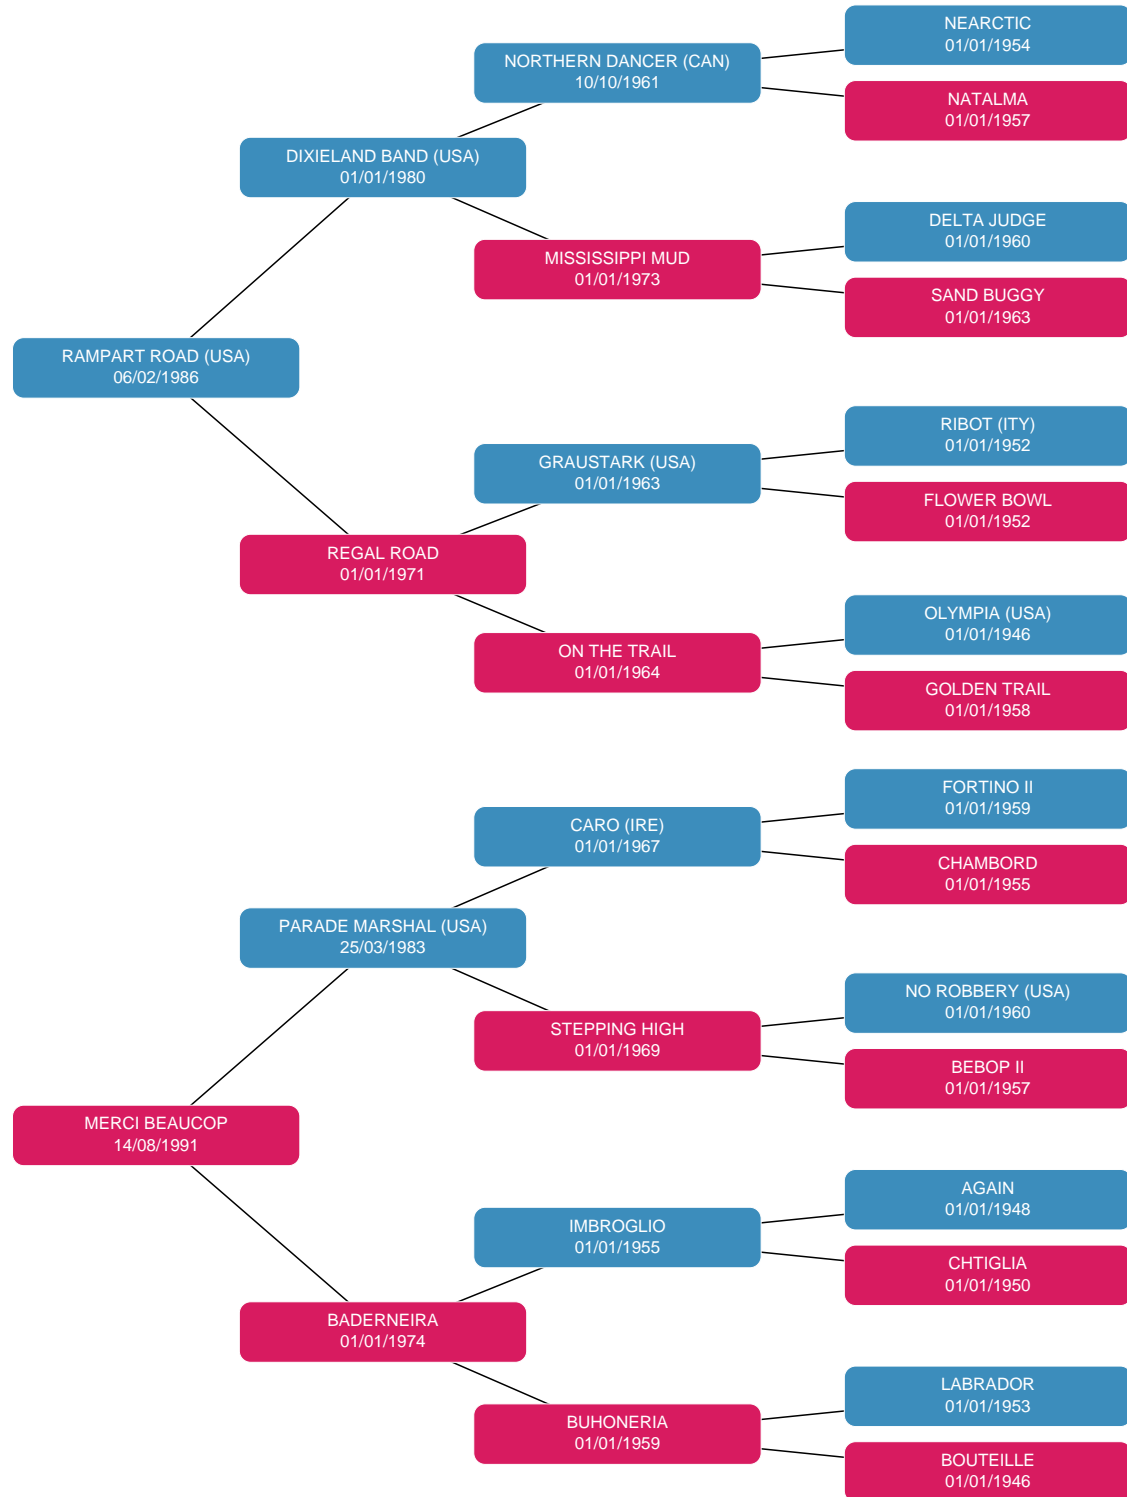 NEARCTIC
01/01/1954
NORTHERN DANCER (CAN)
10/10/1961
NATALMA
01/01/1957
DIXIELAND BAND (USA)
01/01/1980
DELTA JUDGE
01/01/1960
MISSISSIPPI MUD
01/01/1973
SAND BUGGY
01/01/1963
RAMPART ROAD (USA)
06/02/1986
RIBOT (ITY)
01/01/1952
GRAUSTARK (USA)
01/01/1963
FLOWER BOWL
01/01/1952
REGAL ROAD
01/01/1971
OLYMPIA (USA)
01/01/1946
ON THE TRAIL
01/01/1964
GOLDEN TRAIL
01/01/1958
FORTINO II
01/01/1959
CARO (IRE)
01/01/1967
CHAMBORD
01/01/1955
PARADE MARSHAL (USA)
25/03/1983
NO ROBBERY (USA)
01/01/1960
STEPPING HIGH
01/01/1969
BEBOP II
01/01/1957
MERCI BEAUCOP
14/08/1991
AGAIN
01/01/1948
IMBROGLIO
01/01/1955
CHTIGLIA
01/01/1950
BADERNEIRA
01/01/1974
LABRADOR
01/01/1953
BUHONERIA
01/01/1959
BOUTEILLE
01/01/1946